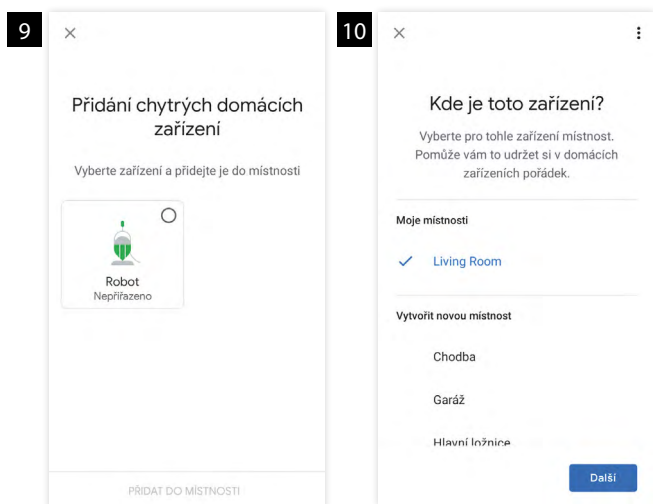 9
Přidání chytrých domácích
zařízení
Vyberte zařízení a přidejte je do místnosti
Robot
Nepřiřazeno
PŘIDAT DO MÍSTNOSTI
10
Kde je toto zařízení?
Vyberte pro tohle zařízení místnost.
Pomůže vám to udržet si v domácích
zařízeních pořádek.
Moje místnosti
Living Room
Vytvořit novou místnost
Chodba
Garáž
Hlavní ložnice
Další